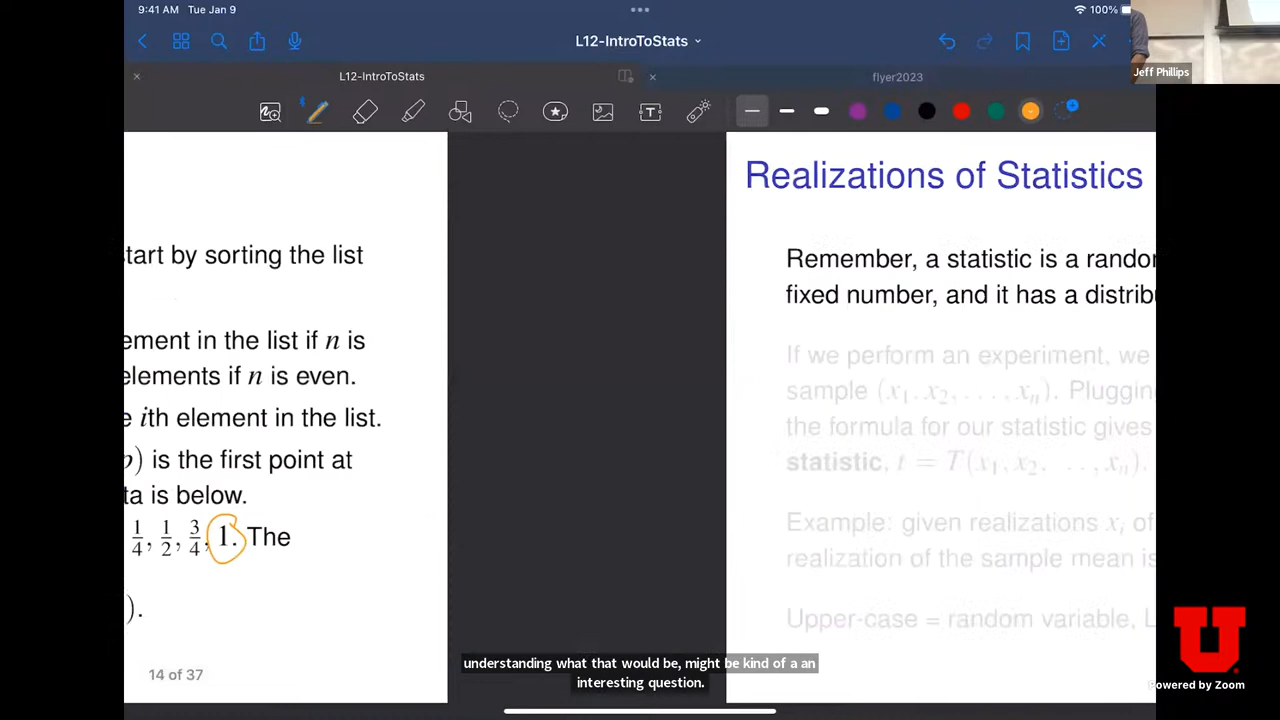 9:41 AM Tue Jan 9
100%
L12-IntroToStats
Jeff Phillips
L12-IntroToStats
flyer2023
T
tart by sorting the list
ement in the list if n is
elements if n is even.
e ith element in the list.
p) is the first point at
ta is below.
1/4, 1/2, 3/4, 1. The
).
14 of 37
Realizations of Statistics
Remember, a statistic is a rando
fixed number, and it has a distrib
If we perform an experiment, we
sample (x₁, x₂, . . . , xₙ). Plugging
the formula for our statistic gives
statistic, t = T(x₁, x₂, . . . , xₙ).
Example: given realizations xᵢ of
realization of the sample mean is
Upper-case = random variable, L
understanding what that would be, might be kind of a an
interesting question.
U
Powered by Zoom